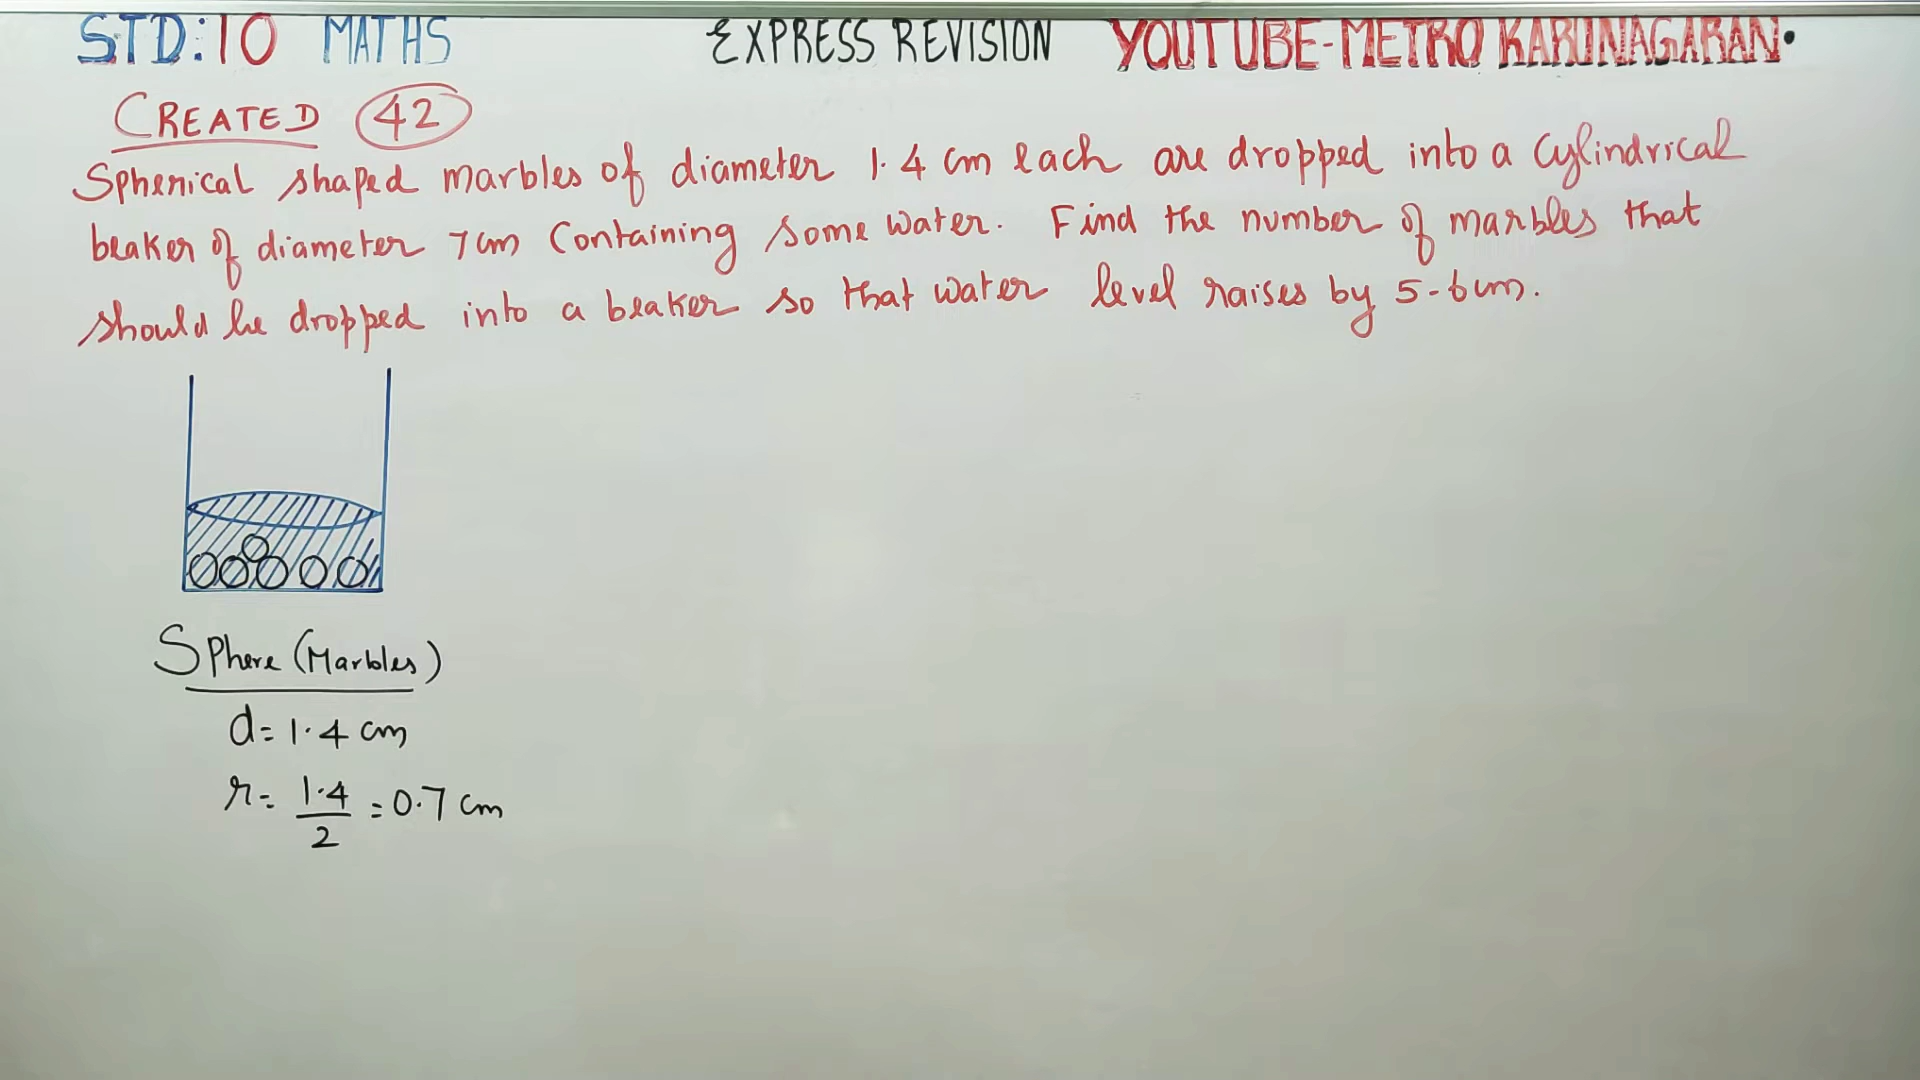 STD:10 MATHS EXPRESS REVISION YOUTUBE-METRO KARUNAGARAN.
CREATED 42
Spherical shaped marbles of diameter 1.4 cm each are dropped into a Cylindrical
beaker of diameter 7cm Containing some water. Find the number of marbles that
should be dropped into a beaker so that water level raises by 5-6cm.
Sphere (Marbles)
d = 1.4 cm
r = 1.4/2 = 0.7 cm